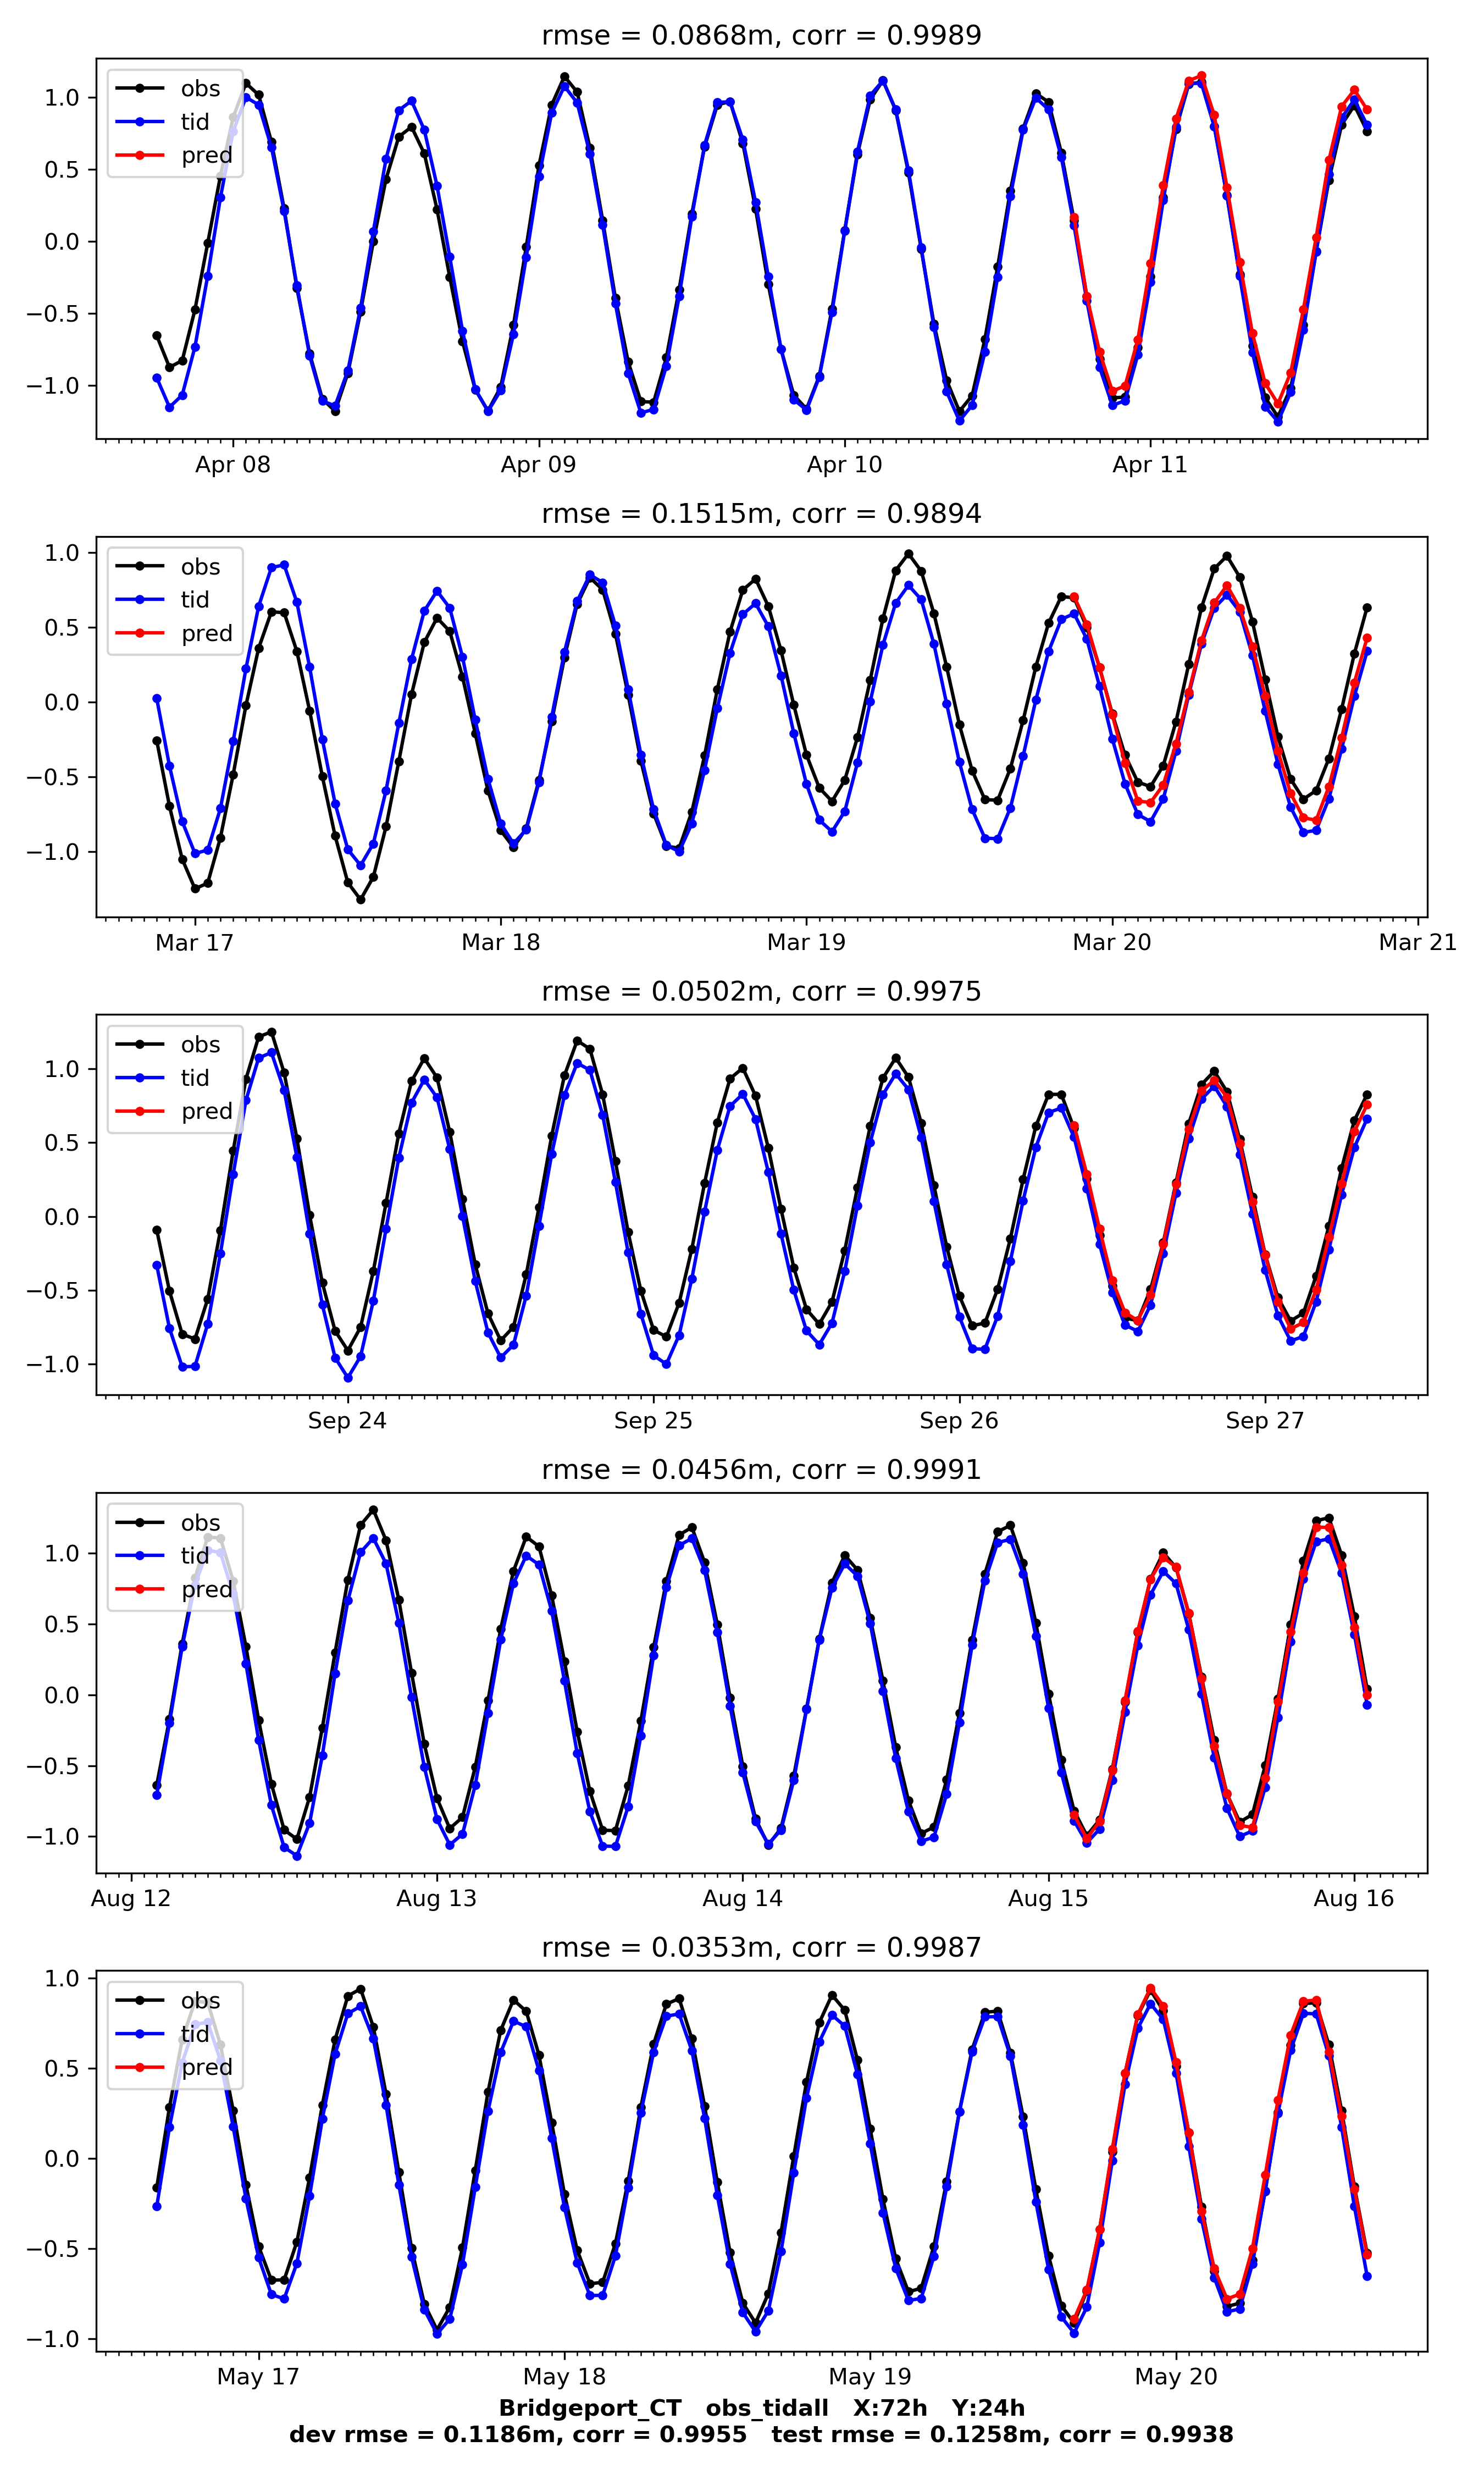 rmse = 0.0868m, corr = 0.9989
obs
tid
pred
1.0
0.5
0.0
−0.5
−1.0
Apr 08 Apr 09 Apr 10 Apr 11
rmse = 0.1515m, corr = 0.9894
obs
tid
pred
1.0
0.5
0.0
−0.5
−1.0
Mar 17 Mar 18 Mar 19 Mar 20 Mar 21
rmse = 0.0502m, corr = 0.9975
obs
tid
pred
1.0
0.5
0.0
−0.5
−1.0
Sep 24 Sep 25 Sep 26 Sep 27
rmse = 0.0456m, corr = 0.9991
obs
tid
pred
1.0
0.5
0.0
−0.5
−1.0
Aug 12 Aug 13 Aug 14 Aug 15 Aug 16
rmse = 0.0353m, corr = 0.9987
obs
tid
pred
1.0
0.5
0.0
−0.5
−1.0
May 17 May 18 May 19 May 20
Bridgeport_CT obs_tidall X:72h Y:24h
dev rmse = 0.1186m, corr = 0.9955 test rmse = 0.1258m, corr = 0.9938